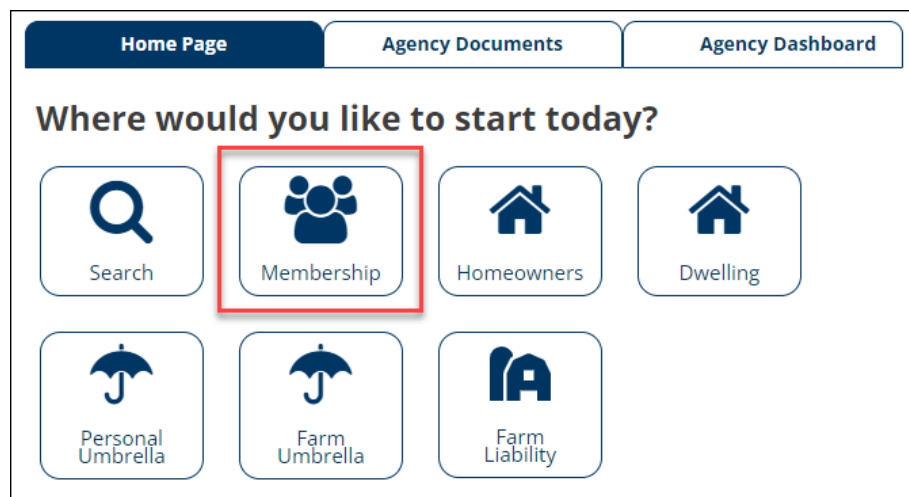 Home Page
Agency Documents
Agency Dashboard
Where would you like to start today?
Search
Membership
Homeowners
Dwelling
Personal
Umbrella
Farm
Umbrella
Farm
Liability